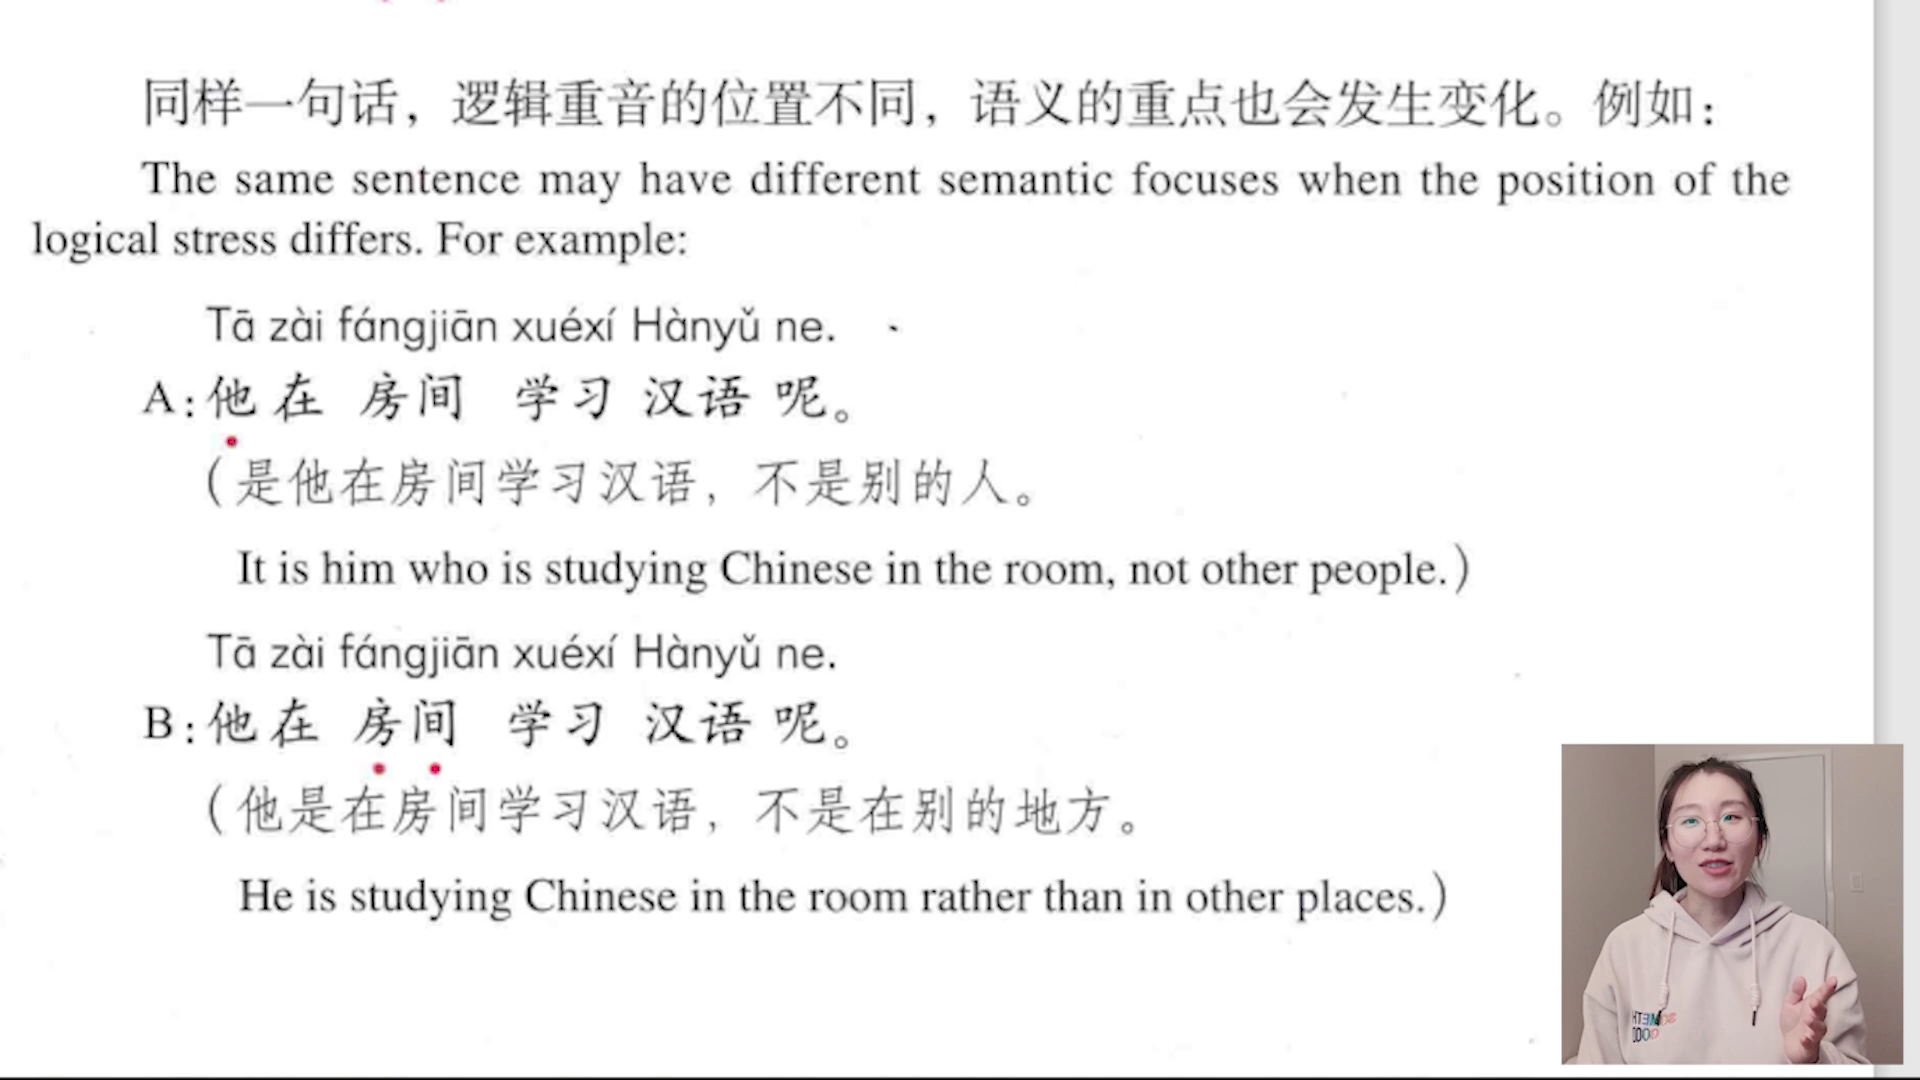 同样一句话，逻辑重音的位置不同，语义的重点也会发生变化。例如：
The same sentence may have different semantic focuses when the position of the
logical stress differs. For example:
Tā zài fángjiān xuéxí Hànyǔ ne.
A:他 在 房间 学习 汉语 呢。
（是他在房间学习汉语，不是别的人。
It is him who is studying Chinese in the room, not other people.）
Tā zài fángjiān xuéxí Hànyǔ ne.
B:他 在 房间 学习 汉语 呢。
（他是在房间学习汉语，不是在别的地方。
He is studying Chinese in the room rather than in other places.）